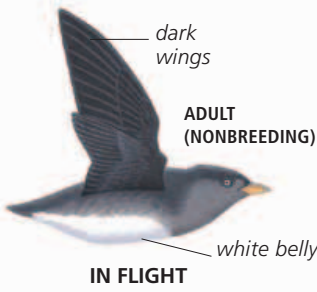 dark
wings
ADULT
(NONBREEDING)
white belly
IN FLIGHT